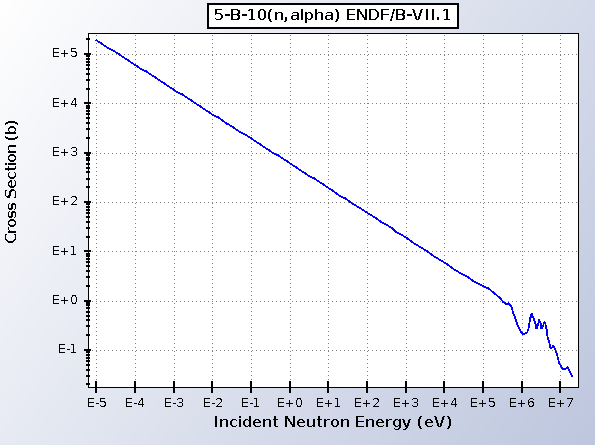 5-B-10(n,alpha) ENDF/B-VII.1
Cross Section (b)
E+5
E+4
E+3
E+2
E+1
E+0
E-1
E-5 E-4 E-3 E-2 E-1 E+0 E+1 E+2 E+3 E+4 E+5 E+6 E+7
Incident Neutron Energy (eV)